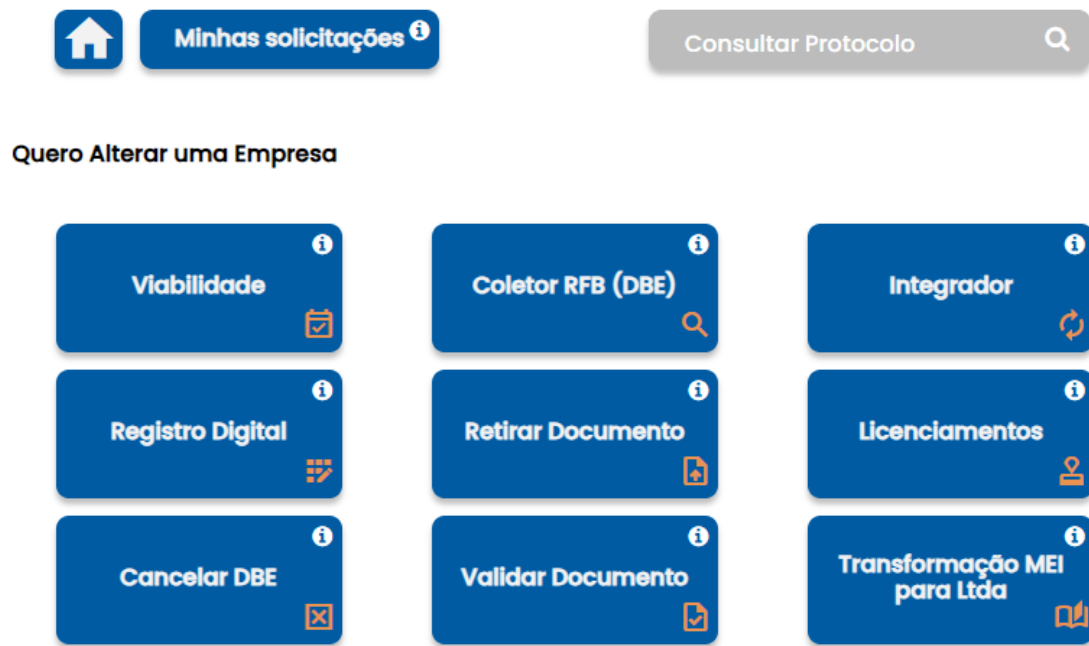 Minhas solicitações
Consultar Protocolo
Quero Alterar uma Empresa
Viabilidade
Coletor RFB (DBE)
Integrador
Registro Digital
Retirar Documento
Licenciamentos
Cancelar DBE
Validar Documento
Transformação MEI
para Ltda